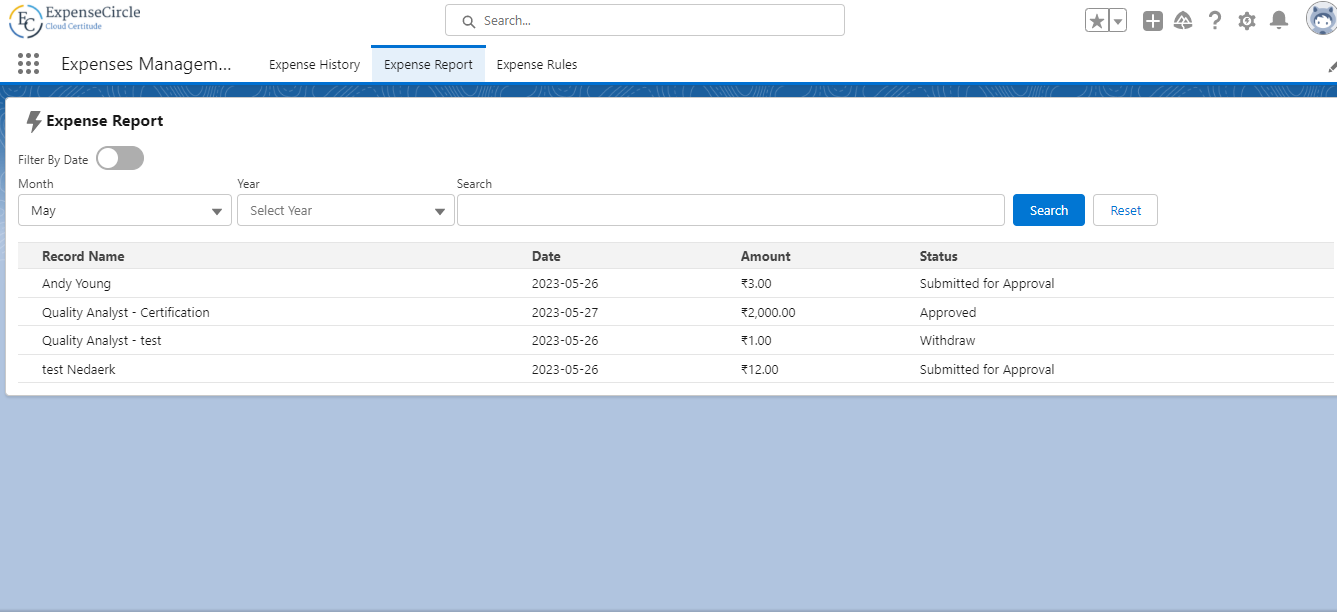 EC ExpenseCircle
Cloud Certitude
Search...
Expenses Managem... Expense History Expense Report Expense Rules
Expense Report
Filter By Date
Month Year Search
May Select Year Search Reset
Record Name Date Amount Status
Andy Young 2023-05-26 ₹3.00 Submitted for Approval
Quality Analyst - Certification 2023-05-27 ₹2,000.00 Approved
Quality Analyst - test 2023-05-26 ₹1.00 Withdraw
test Nedaerk 2023-05-26 ₹12.00 Submitted for Approval